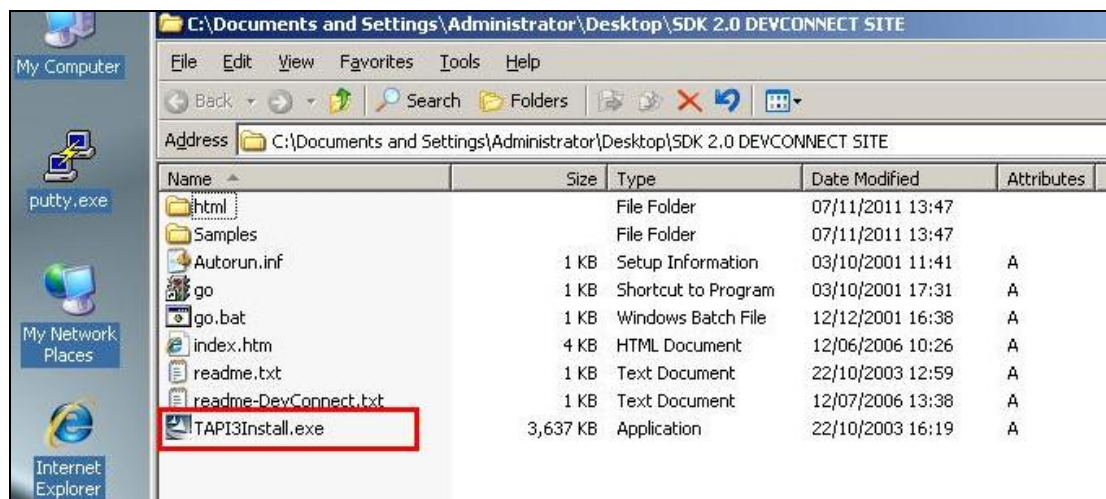 C:\Documents and Settings\Administrator\Desktop\SDK 2.0 DEVCONNECT SITE
My Computer
File Edit View Favorites Tools Help
Back Search Folders
Address C:\Documents and Settings\Administrator\Desktop\SDK 2.0 DEVCONNECT SITE
putty.exe
Name Size Type Date Modified Attributes
html File Folder 07/11/2011 13:47
Samples File Folder 07/11/2011 13:47
Autorun.inf 1 KB Setup Information 03/10/2001 11:41 A
go 1 KB Shortcut to Program 03/10/2001 17:31 A
go.bat 1 KB Windows Batch File 12/12/2001 16:38 A
index.htm 4 KB HTML Document 12/06/2006 10:26 A
readme.txt 1 KB Text Document 22/10/2003 12:59 A
readme-DevConnect.txt 1 KB Text Document 12/07/2006 13:38 A
TAPI3Install.exe 3,637 KB Application 22/10/2003 16:19 A
My Network
Places
Internet
Explorer